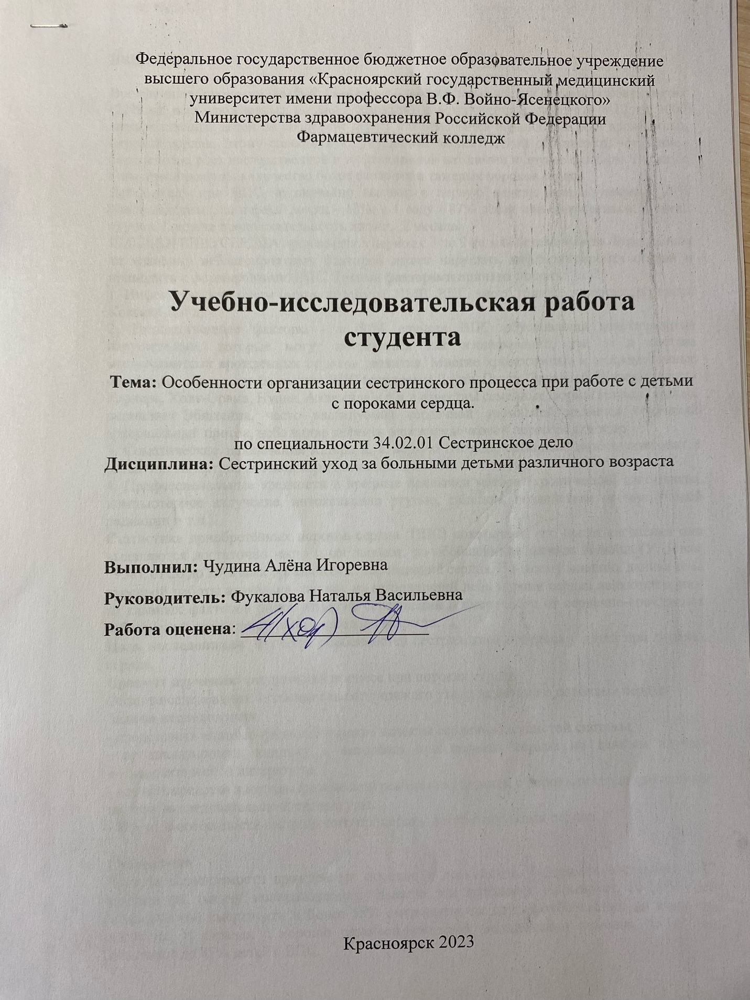 Федеральное государственное бюджетное образовательное учреждение
высшего образования «Красноярский государственный медицинский
университет имени профессора В.Ф. Войно-Ясенецкого»
Министерства здравоохранения Российской Федерации
Фармацевтический колледж
Учебно-исследовательская работа
студента
Тема: Особенности организации сестринского процесса при работе с детьми
с пороками сердца.
по специальности 34.02.01 Сестринское дело
Дисциплина: Сестринский уход за больными детьми различного возраста
Выполнил: Чудина Алёна Игоревна
Руководитель: Фукалова Наталья Васильевна
Работа оценена: 4(хор)
Красноярск 2023